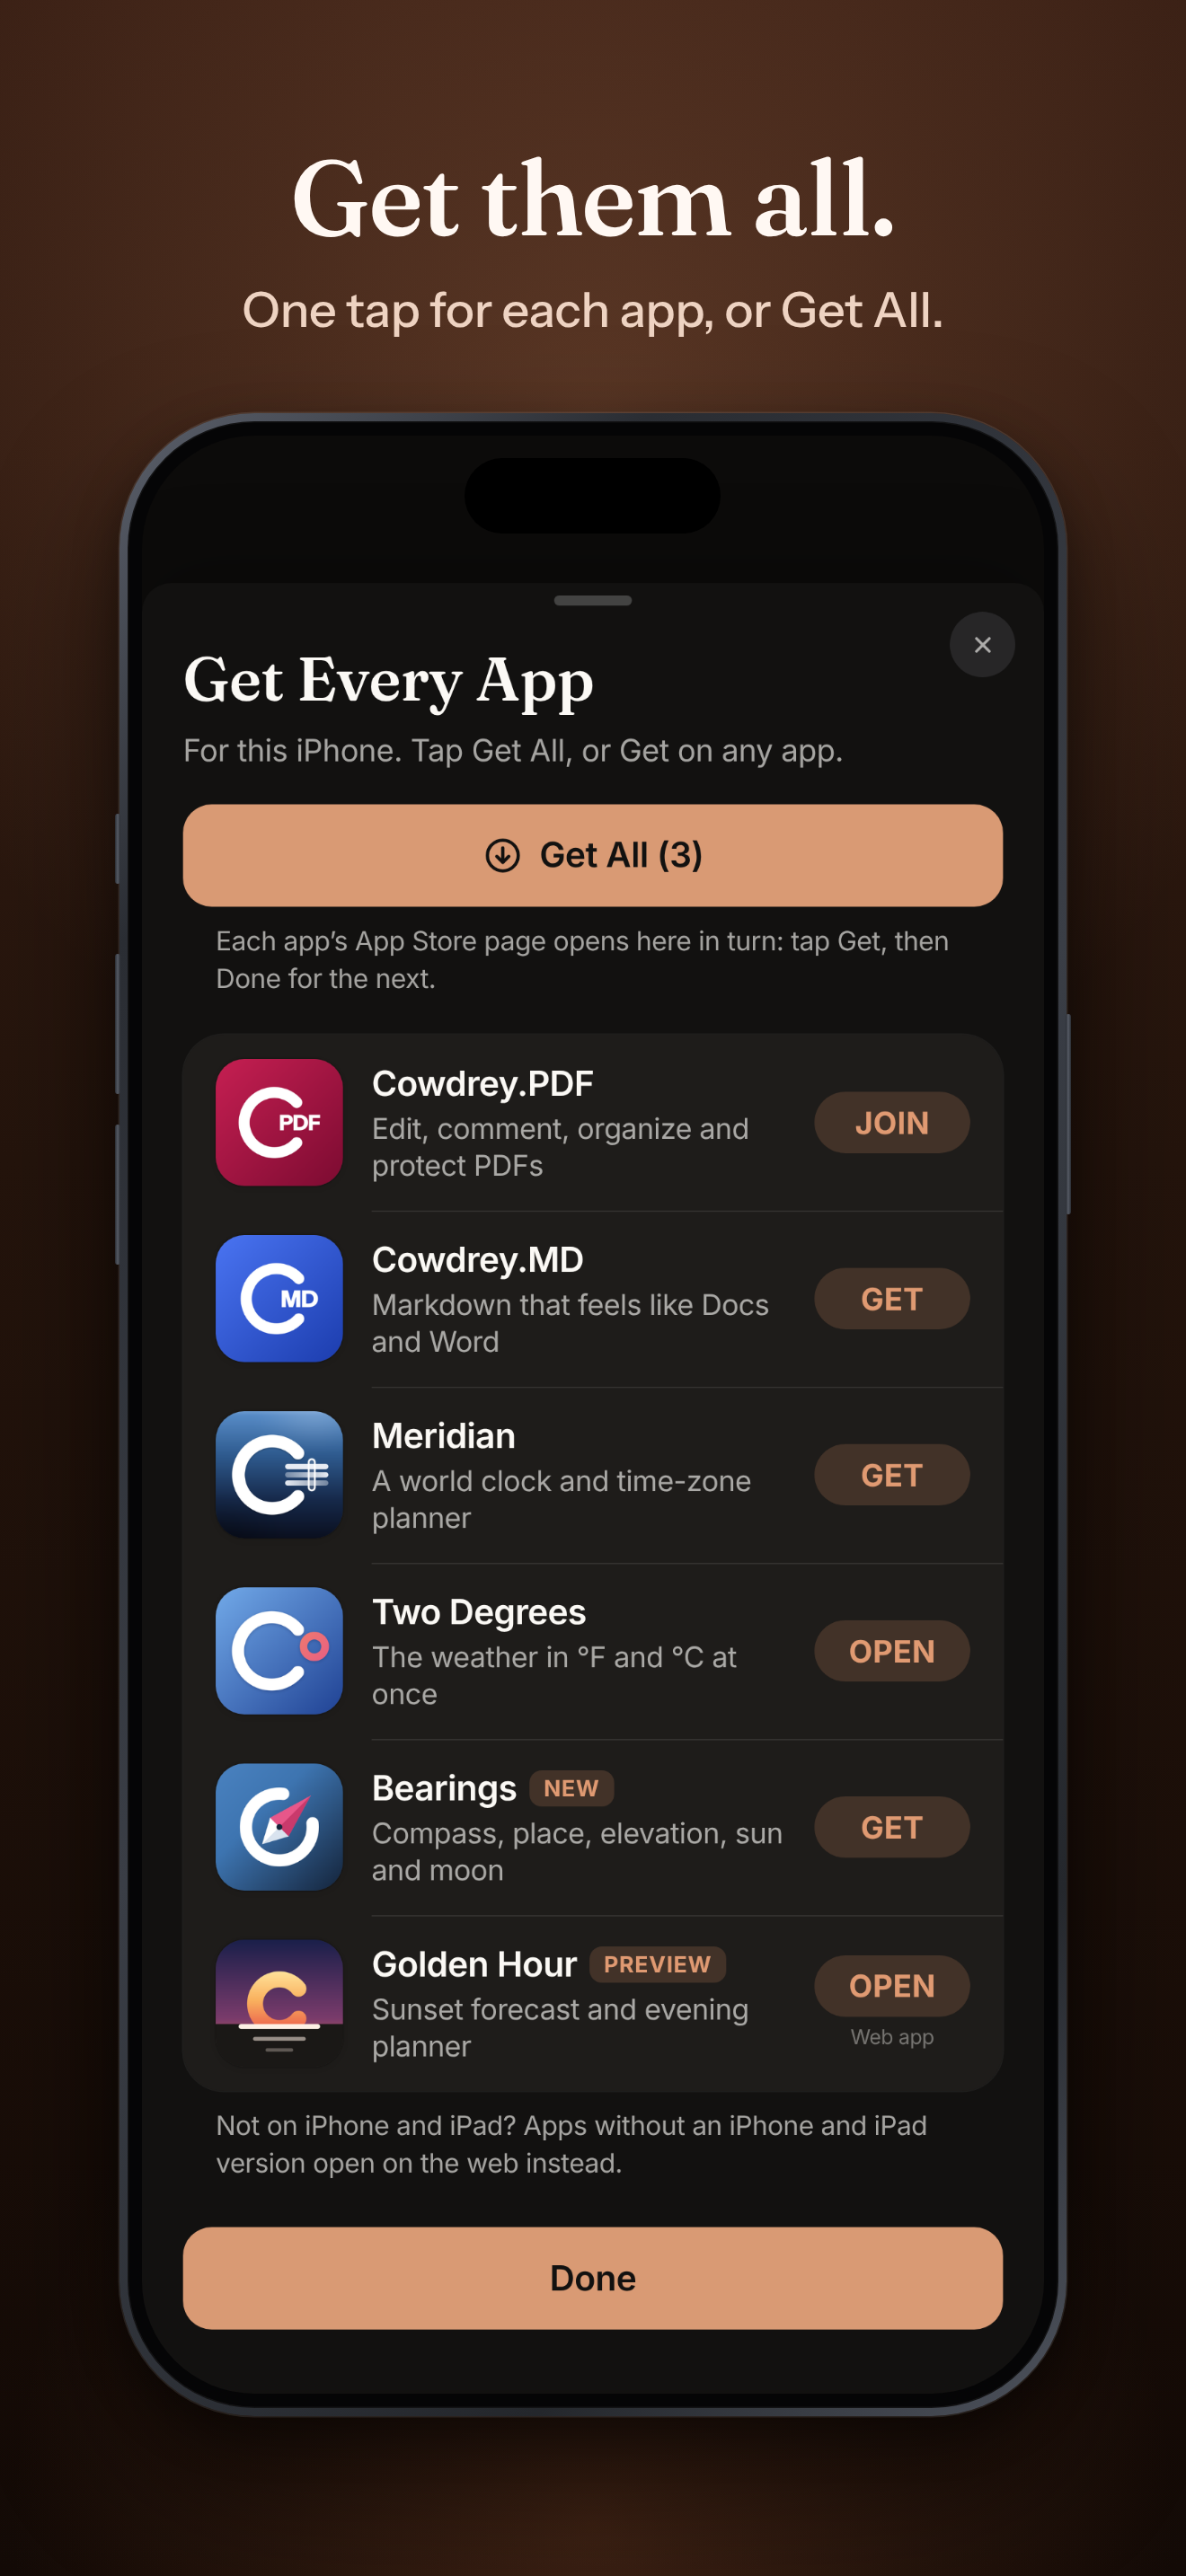 Get them all.
One tap for each app, or Get All.
Get Every App
For this iPhone. Tap Get All, or Get on any app.
Get All (3)
Each app’s App Store page opens here in turn: tap Get, then
Done for the next.
PDF
Cowdrey.PDF
Edit, comment, organize and
protect PDFs
JOIN
MD
Cowdrey.MD
Markdown that feels like Docs
and Word
GET
Meridian
A world clock and time-zone
planner
GET
Two Degrees
The weather in °F and °C at
once
OPEN
Bearings NEW
Compass, place, elevation, sun
and moon
GET
Golden Hour PREVIEW
Sunset forecast and evening
planner
OPEN
Web app
Not on iPhone and iPad? Apps without an iPhone and iPad
version open on the web instead.
Done